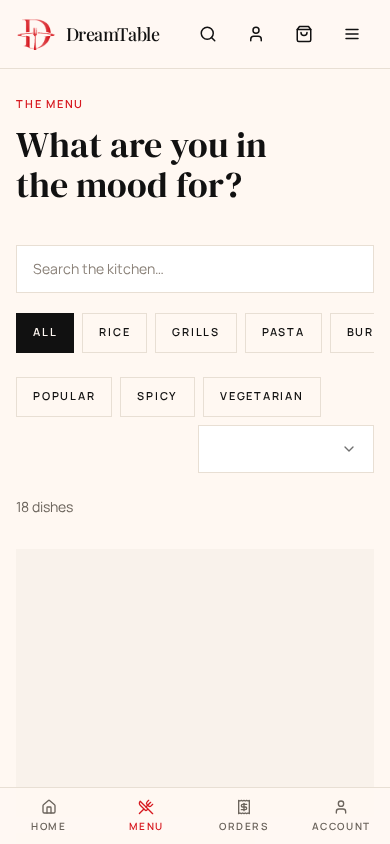 DreamTable
THE MENU
What are you in
the mood for?
Search the kitchen…
ALL RICE GRILLS PASTA BUR
POPULAR SPICY VEGETARIAN
18 dishes
HOME MENU ORDERS ACCOUNT